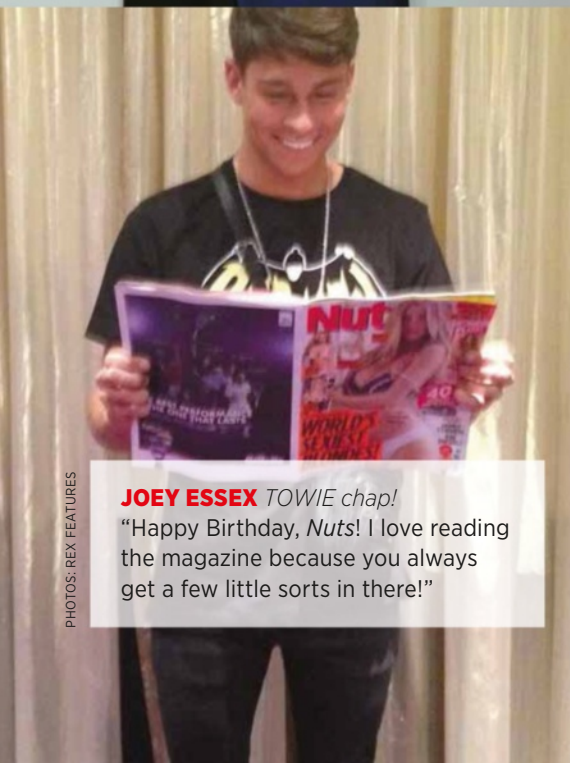 Nut
WORLD'S
SEXIEST
BLONDES!
40
JOEY ESSEX TOWIE chap!
“Happy Birthday, Nuts! I love reading
the magazine because you always
get a few little sorts in there!”
PHOTOS: REX FEATURES